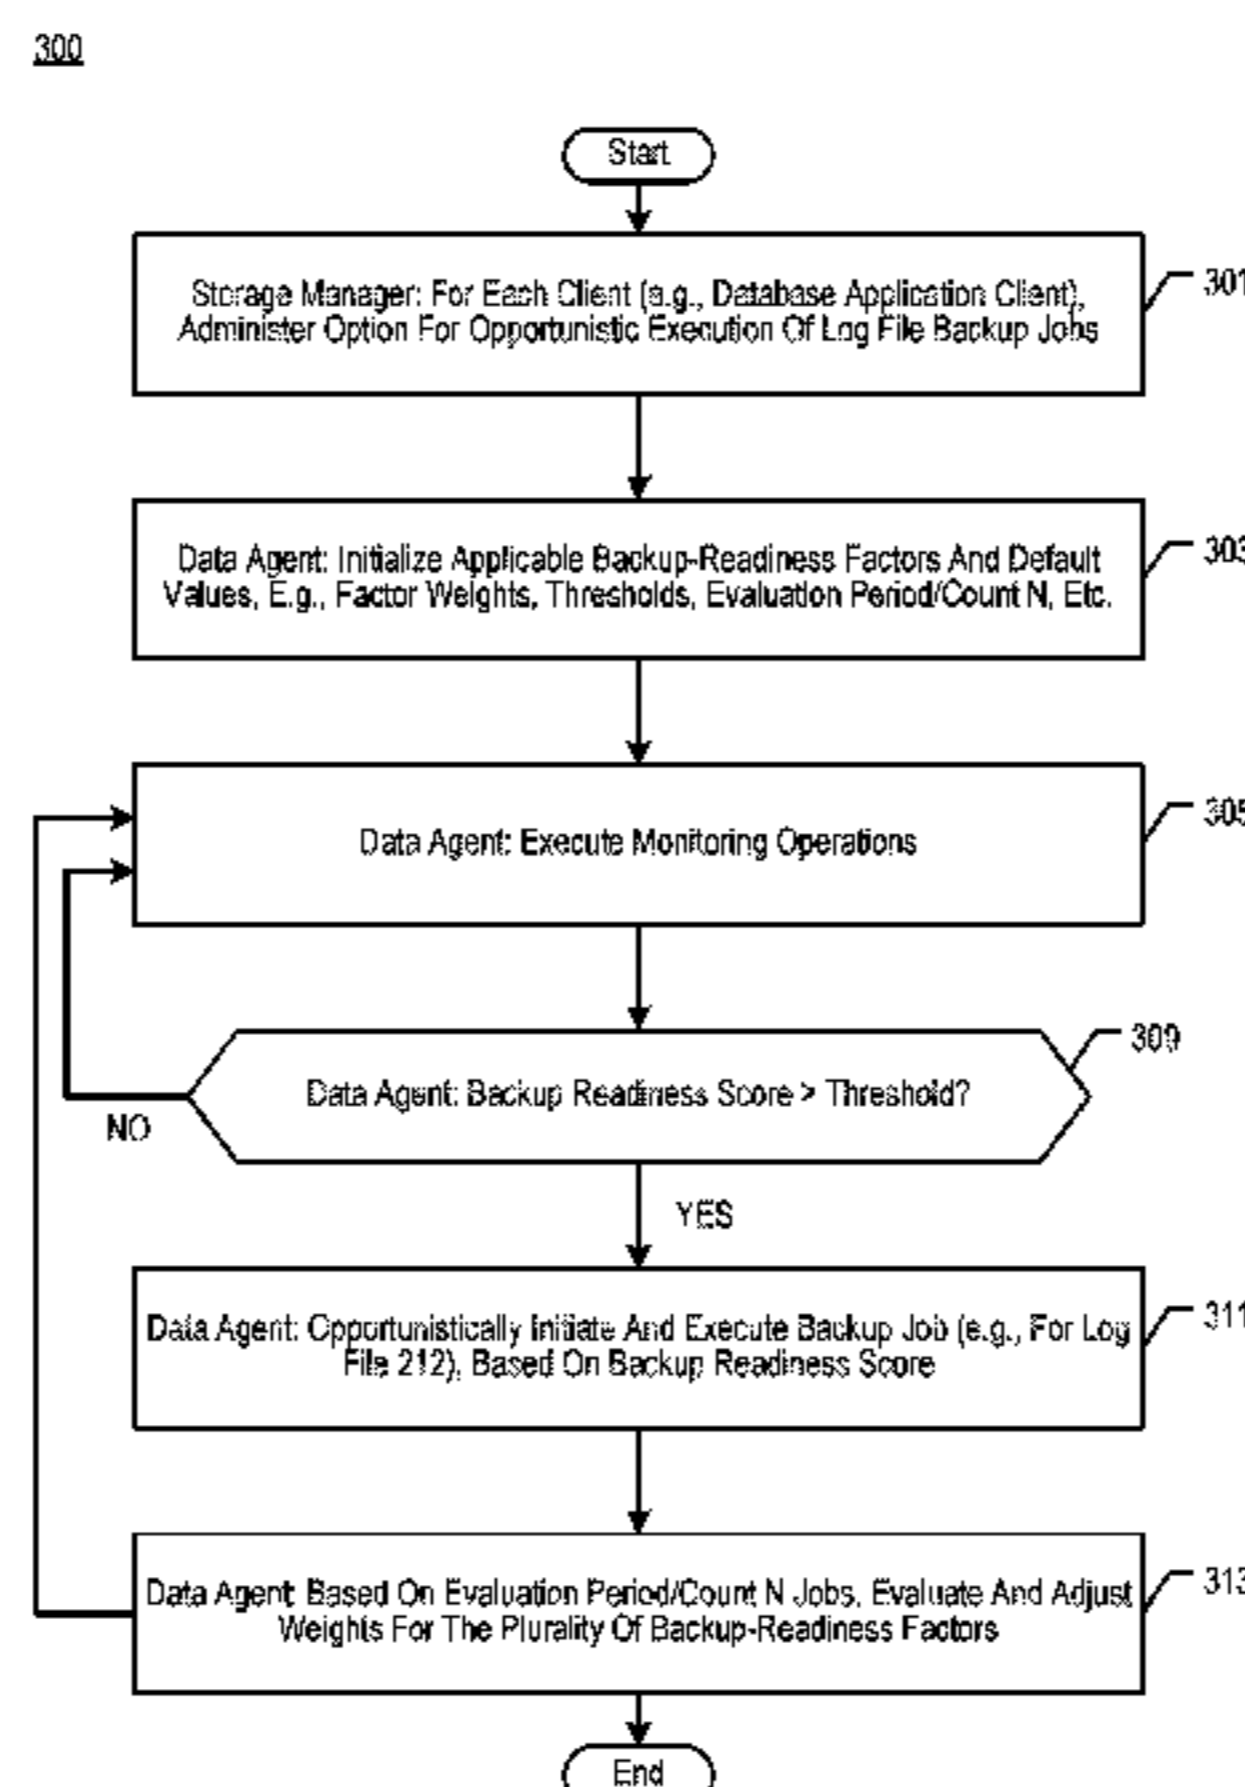 300
Start
Storage Manager: For Each Client (e.g., Database Application Client),
Administer Option For Opportunistic Execution Of Log File Backup Jobs
301
Data Agent: Initialize Applicable Backup-Readiness Factors And Default
Values, E.g., Factor Weights, Thresholds, Evaluation Period/Count N, Etc.
303
Data Agent: Execute Monitoring Operations
305
309
Data Agent: Backup Readiness Score > Threshold?
NO
YES
Data Agent: Opportunistically Initiate And Execute Backup Job (e.g., For Log
File 212), Based On Backup Readiness Score
311
Data Agent: Based On Evaluation Period/Count N Jobs, Evaluate And Adjust
Weights For The Plurality Of Backup-Readiness Factors
313
End